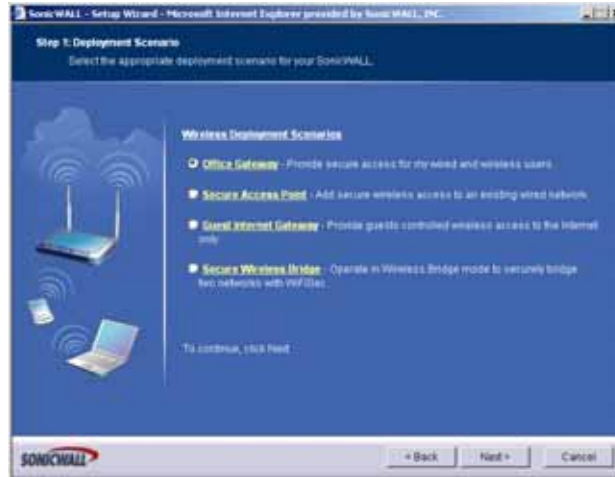 SonicWALL - Setup Wizard - Microsoft Internet Explorer provided by SonicWALL, INC.
Step 1: Deployment Scenario
Select the appropriate deployment scenario for your SonicWALL.
Wireless Deployment Scenarios
Office Gateway - Provide secure access for my wired and wireless users.
Secure Access Point - Add secure wireless access to an existing wired network.
Guest Internet Gateway - Provide guests controlled wireless access to the Internet
only.
Secure Wireless Bridge - Operate in Wireless Bridge mode to securely bridge
two networks with WiFiSec.
To continue, click Next
SONICWALL
< Back
Next >
Cancel